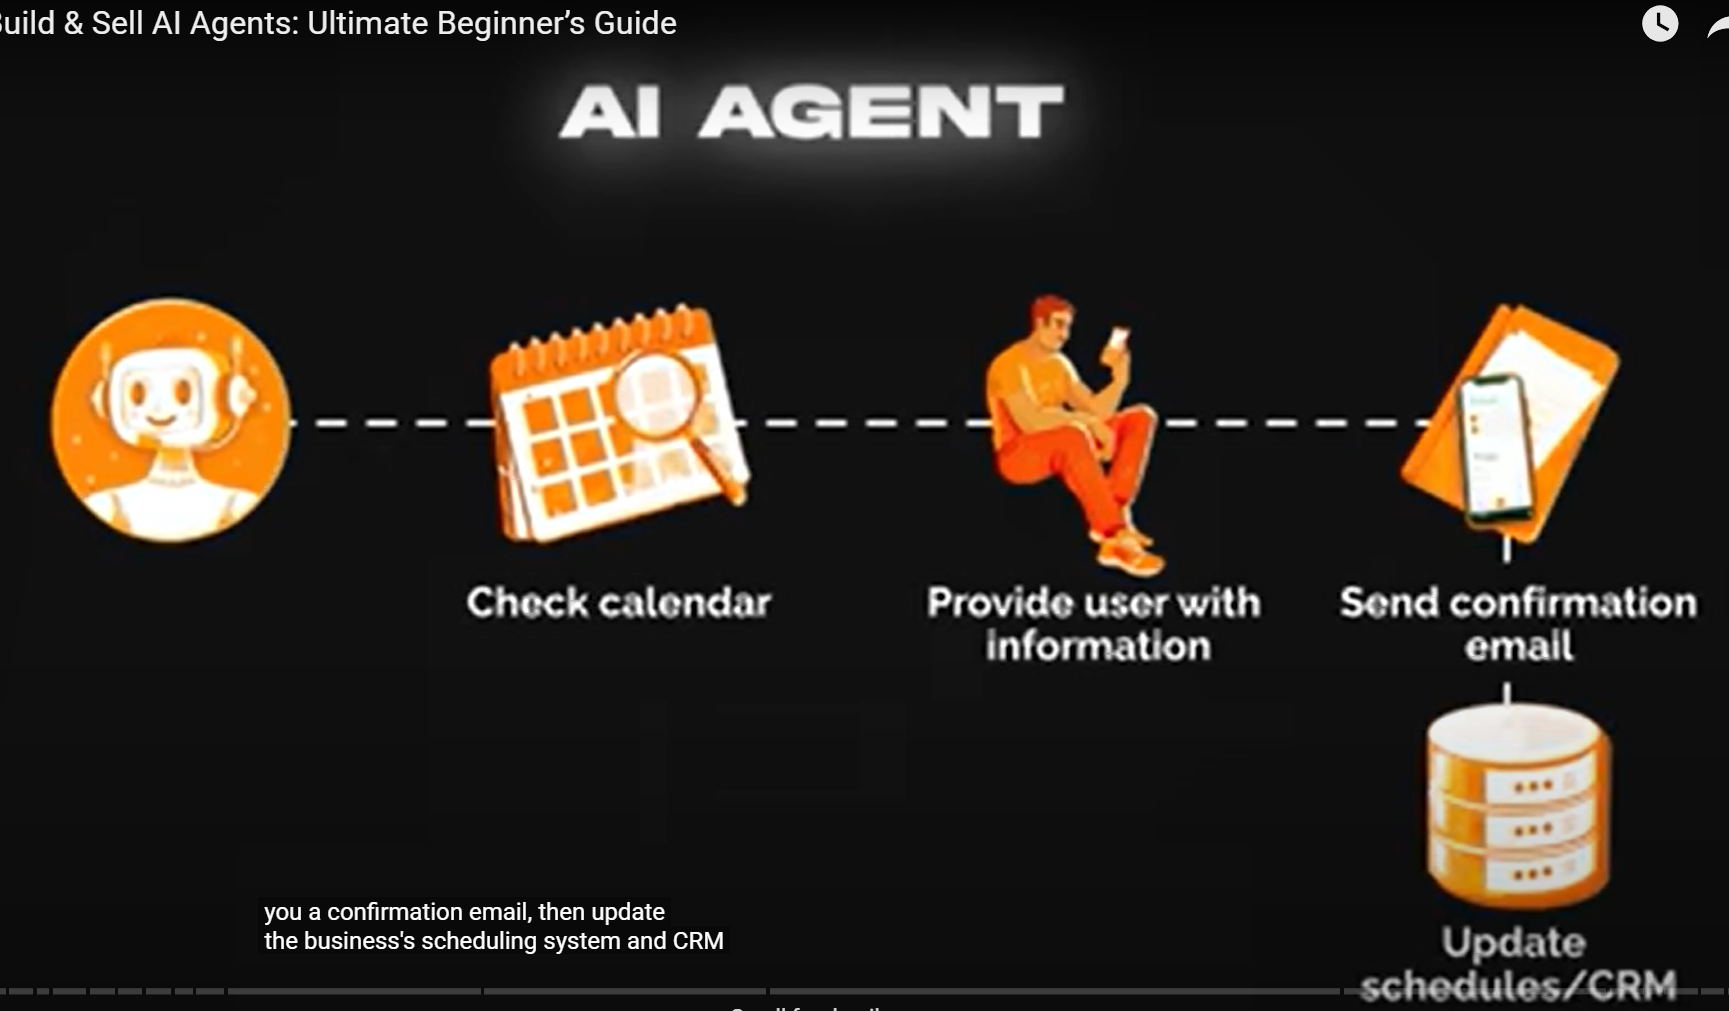 uild & Sell AI Agents: Ultimate Beginner’s Guide
AI AGENT
Check calendar
Provide user with
information
Send confirmation
email
Update
schedules/CRM
you a confirmation email, then update
the business's scheduling system and CRM